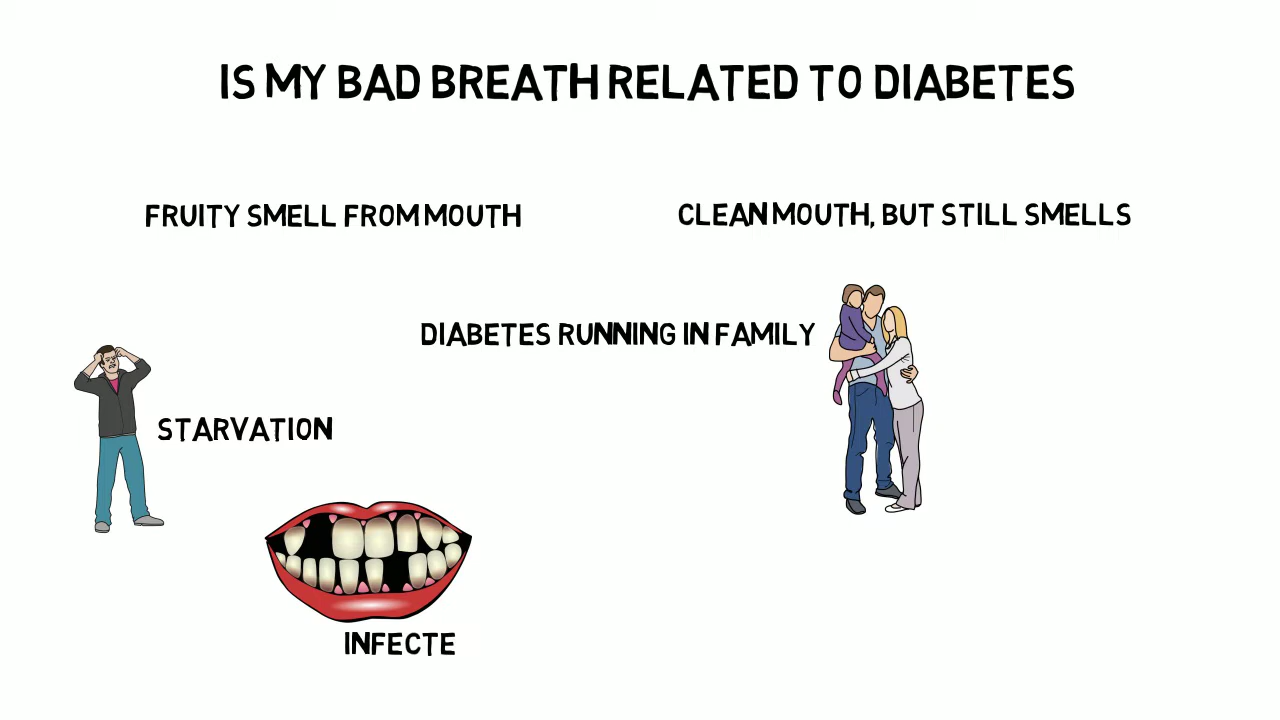 IS MY BAD BREATH RELATED TO DIABETES
FRUITY SMELL FROM MOUTH
CLEAN MOUTH, BUT STILL SMELLS
DIABETES RUNNING IN FAMILY
STARVATION
INFECTE